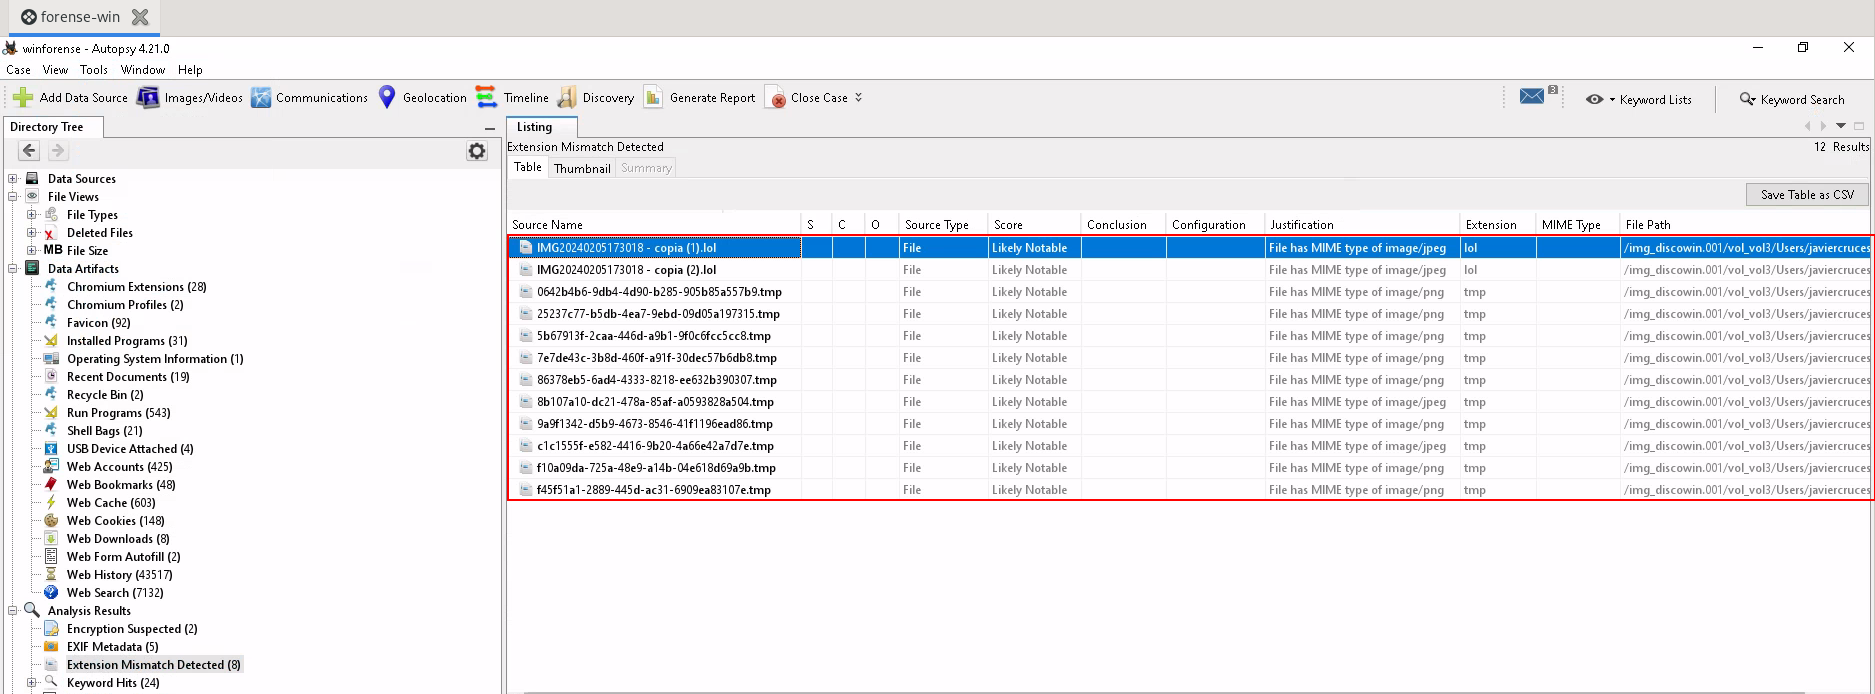 forense-win
winforense - Autopsy 4.21.0
Case View Tools Window Help
Add Data Source Images/Videos Communications Geolocation Timeline Discovery Generate Report Close Case 3 Keyword Lists Keyword Search
Directory Tree
Data Sources
File Views
File Types
Deleted Files
MB File Size
Data Artifacts
Chromium Extensions (28)
Chromium Profiles (2)
Favicon (92)
Installed Programs (31)
Operating System Information (1)
Recent Documents (19)
Recycle Bin (2)
Run Programs (543)
Shell Bags (21)
USB Device Attached (4)
Web Accounts (425)
Web Bookmarks (48)
Web Cache (603)
Web Cookies (148)
Web Downloads (8)
Web Form Autofill (2)
Web History (43517)
Web Search (7132)
Analysis Results
Encryption Suspected (2)
EXIF Metadata (5)
Extension Mismatch Detected (8)
Keyword Hits (24)
Listing
Extension Mismatch Detected 12 Results
Table Thumbnail Summary
Save Table as CSV
Source Name S C O Source Type Score Conclusion Configuration Justification Extension MIME Type File Path
IMG20240205173018 - copia (1).lol File Likely Notable File has MIME type of image/jpeg lol /img_discowin.001/vol_vol3/Users/javiercruces
IMG20240205173018 - copia (2).lol File Likely Notable File has MIME type of image/jpeg lol /img_discowin.001/vol_vol3/Users/javiercruces
0642b4b6-9db4-4d90-b285-905b85a557b9.tmp File Likely Notable File has MIME type of image/png tmp /img_discowin.001/vol_vol3/Users/javiercruces
25237c77-b5db-4ea7-9ebd-09d05a197315.tmp File Likely Notable File has MIME type of image/png tmp /img_discowin.001/vol_vol3/Users/javiercruces
5b67913f-2caa-446d-a9b1-9f0c6fcc5cc8.tmp File Likely Notable File has MIME type of image/png tmp /img_discowin.001/vol_vol3/Users/javiercruces
7e7de43c-3b8d-460f-a91f-30dec57b6db8.tmp File Likely Notable File has MIME type of image/png tmp /img_discowin.001/vol_vol3/Users/javiercruces
86378eb5-6ad4-4333-8218-ee632b390307.tmp File Likely Notable File has MIME type of image/png tmp /img_discowin.001/vol_vol3/Users/javiercruces
8b107a10-dc21-478a-85af-a0593828a504.tmp File Likely Notable File has MIME type of image/jpeg tmp /img_discowin.001/vol_vol3/Users/javiercruces
9a9f1342-d5b9-4673-8546-41f1196ead86.tmp File Likely Notable File has MIME type of image/png tmp /img_discowin.001/vol_vol3/Users/javiercruces
c1c1555f-e582-4416-9b20-4a66e42a7d7e.tmp File Likely Notable File has MIME type of image/jpeg tmp /img_discowin.001/vol_vol3/Users/javiercruces
f10a09da-725a-48e9-a14b-04e618d69a9b.tmp File Likely Notable File has MIME type of image/png tmp /img_discowin.001/vol_vol3/Users/javiercruces
f45f51a1-2889-445d-ac31-6909ea83107e.tmp File Likely Notable File has MIME type of image/png tmp /img_discowin.001/vol_vol3/Users/javiercruces